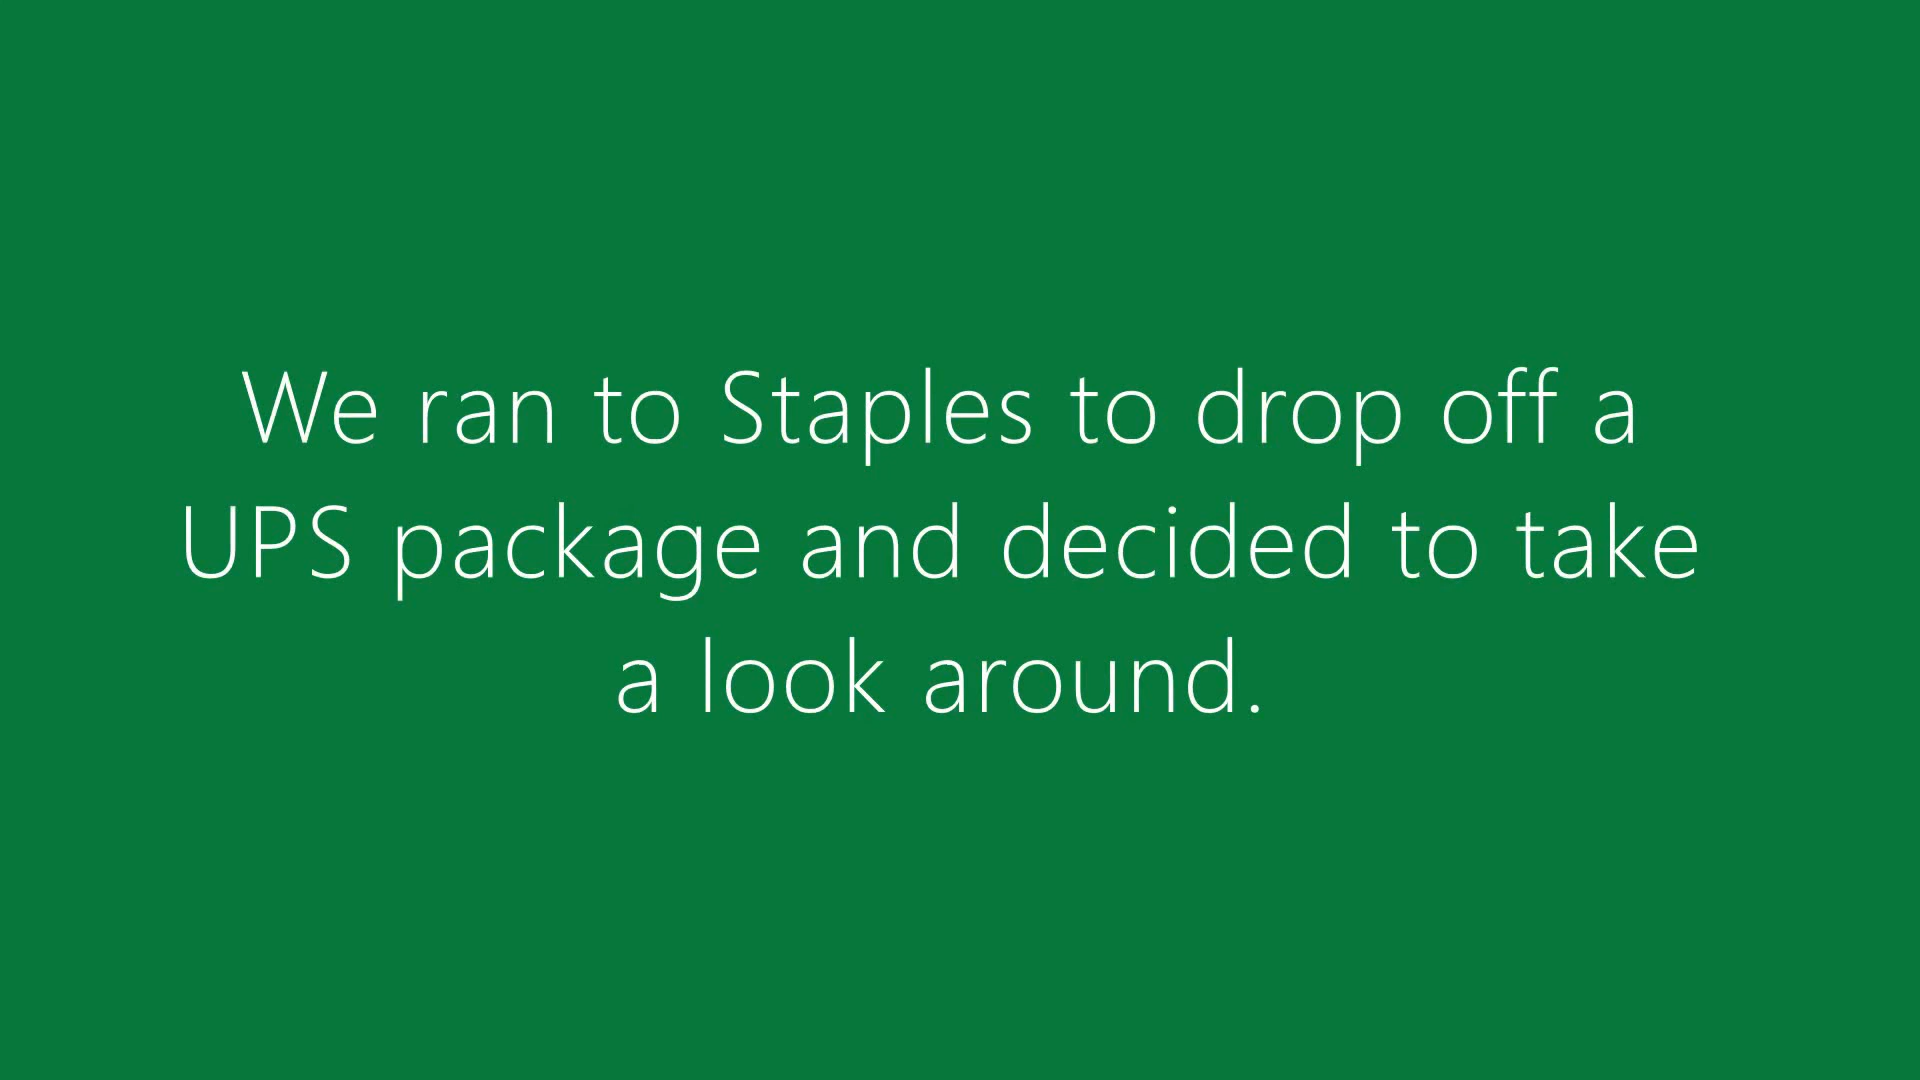 We ran to Staples to drop off a
UPS package and decided to take
a look around.